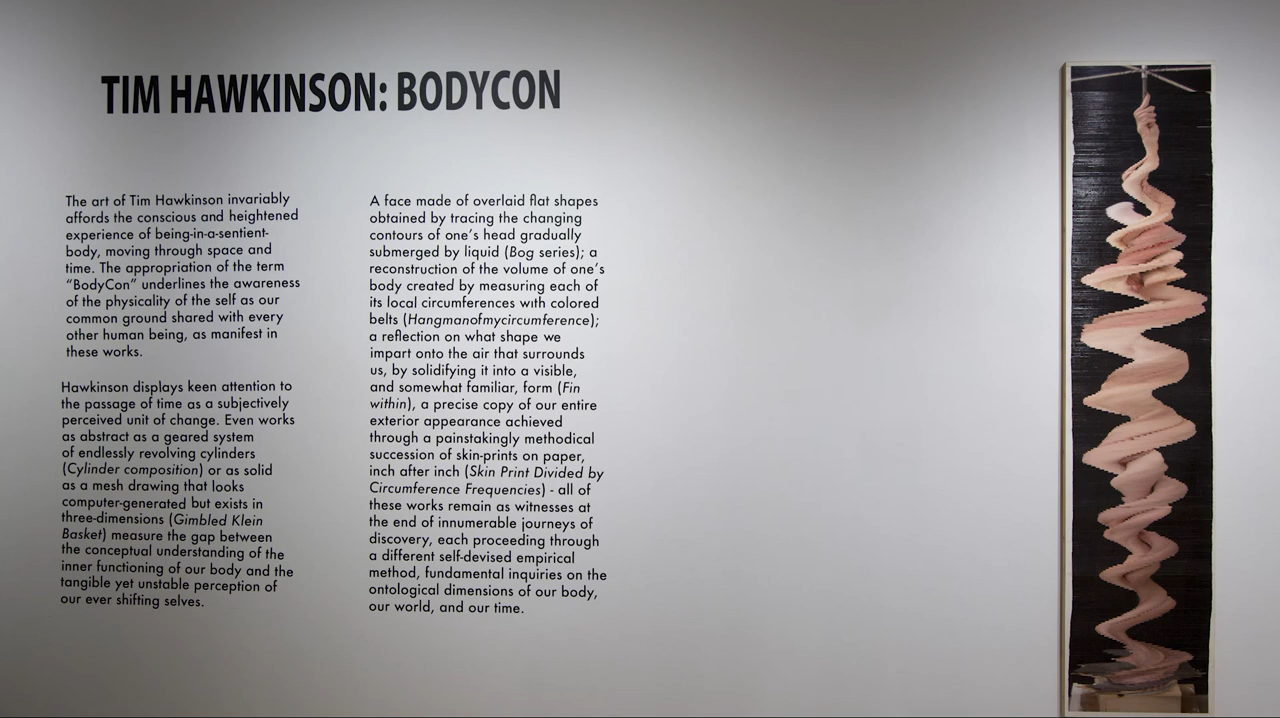 TIM HAWKINSON: BODYCON
The art of Tim Hawkinson invariably
affords the conscious and heightened
experience of being-in-a-sentient-
body, moving through space and
time. The appropriation of the term
“BodyCon” underlines the awareness
of the physicality of the self as our
common ground shared with every
other human being, as manifest in
these works.
Hawkinson displays keen attention to
the passage of time as a subjectively
perceived unit of change. Even works
as abstract as a geared system
of endlessly revolving cylinders
(Cylinder composition) or as solid
as a mesh drawing that looks
computer-generated but exists in
three-dimensions (Gimbled Klein
Basket) measure the gap between
the conceptual understanding of the
inner functioning of our body and the
tangible yet unstable perception of
our ever shifting selves.
A made of overlaid flat shapes
obtained by tracing the changing
of one's head gradually
by (Bog series); a
of the volume of one's
body created by measuring each of
its local circumferences with colored
(Hangmanofmycircumference);
reflection on what shape we
impart onto the air that surrounds
by solidifying it into a visible,
somewhat familiar, form (Fin
within), a precise copy of our entire
exterior appearance achieved
through a painstakingly methodical
succession of skin-prints on paper,
inch after inch (Skin Print Divided by
Circumference Frequencies) - all of
these works remain as witnesses at
the end of innumerable journeys of
discovery, each proceeding through
a different self-devised empirical
method, fundamental inquiries on the
ontological dimensions of our body,
our world, and our time.